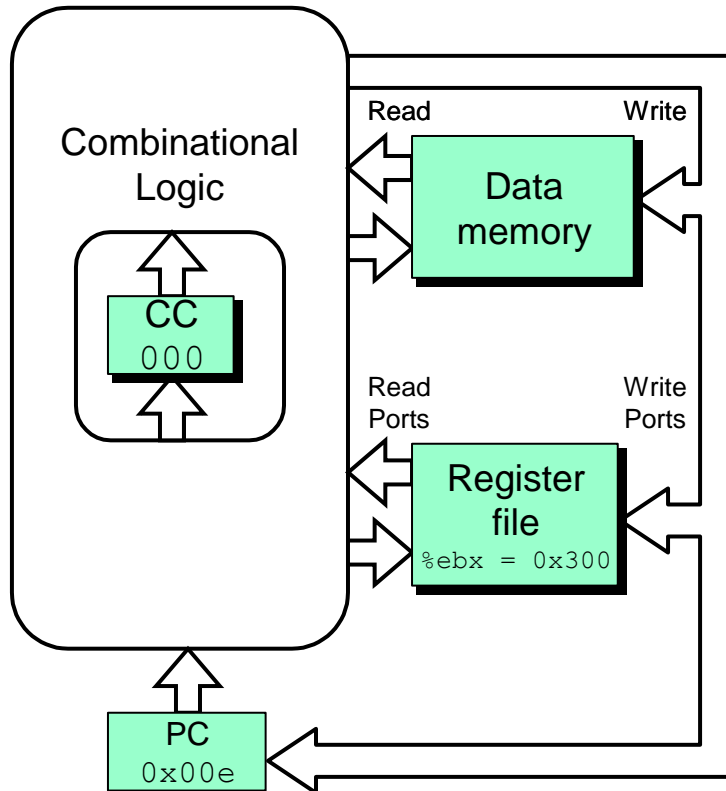 Combinational
Logic
CC
000
Read
Write
Data
memory
Read
Ports
Write
Ports
Register
file
%ebx = 0x300
PC
0x00e